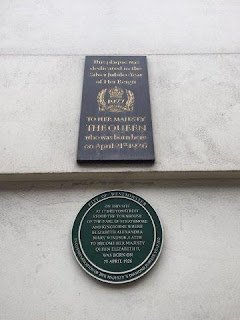 This plaque was
dedicated in the
Silver Jubilee Year
of Her Reign
1977
TO HER MAJESTY
THE QUEEN
who was born here
on April 21st 1926
CITY OF WESTMINSTER
ON THIS SITE
AT 17 BRUTON STREET
STOOD THE TOWNHOUSE
OF THE EARL OF STRATHMORE
AND KINGHORNE WHERE
ELIZABETH ALEXANDRA
MARY WINDSOR, LATER
TO BECOME HER MAJESTY
QUEEN ELIZABETH II,
WAS BORN ON
21 APRIL 1926